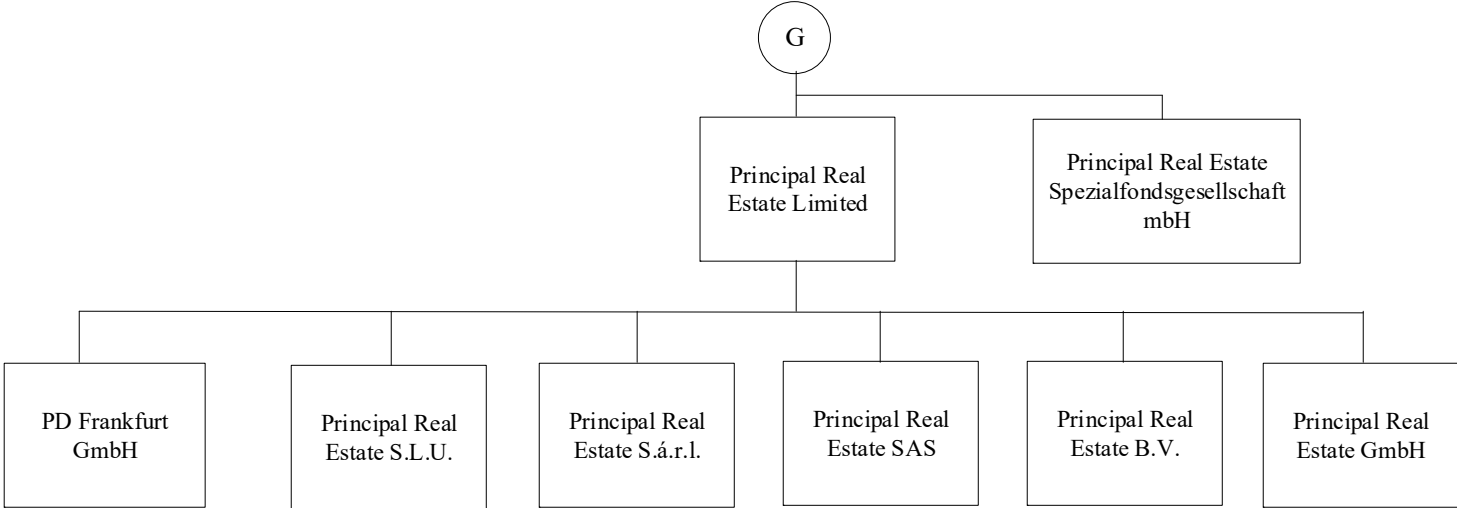 G
Principal Real
Estate Limited
Principal Real Estate
Spezialfondsgesellschaft
mbH
PD Frankfurt
GmbH
Principal Real
Estate S.L.U.
Principal Real
Estate S.á.r.l.
Principal Real
Estate SAS
Principal Real
Estate B.V.
Principal Real
Estate GmbH